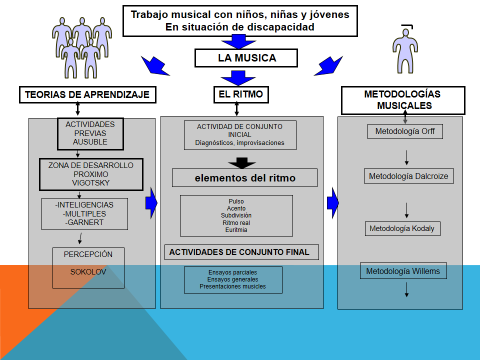 Trabajo musical con niños, niñas y jóvenes
En situación de discapacidad
LA MUSICA
TEORIAS DE APRENDIZAJE
EL RITMO
METODOLOGÍAS
MUSICALES
ACTIVIDADES
PREVIAS
AUSUBLE
ZONA DE DESARROLLO
PROXIMO
VIGOTSKY
-INTELIGENCIAS
-MULTIPLES
-GARNERT
PERCEPCIÓN
SOKOLOV
ACTIVIDAD DE CONJUNTO
INICIAL
Diagnósticos, improvisaciones
elementos del ritmo
Pulso
Acento
Subdivisión
Ritmo real
Euritmia
ACTIVIDADES DE CONJUNTO FINAL
Ensayos parciales
Ensayos generales
Presentaciones musicles
Metodología Orff
Metodología Dalcroize
Metodología Kodaly
Metodología Willems